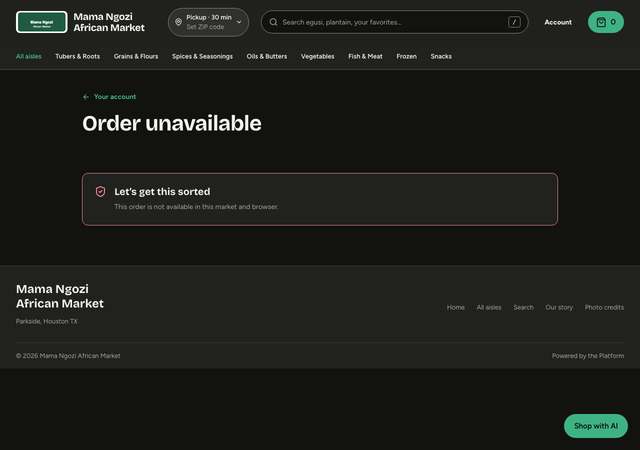 Mama Ngozi
African Market
Mama Ngozi
African Market
Pickup · 30 min
Set ZIP code
Search egusi, plantain, your favorites...
/
Account
0
All aisles
Tubers & Roots
Grains & Flours
Spices & Seasonings
Oils & Butters
Vegetables
Fish & Meat
Frozen
Snacks
Your account
Order unavailable
Let's get this sorted
This order is not available in this market and browser.
Mama Ngozi
African Market
Parkside, Houston TX
Home
All aisles
Search
Our story
Photo credits
© 2026 Mama Ngozi African Market
Powered by the Platform
Shop with AI